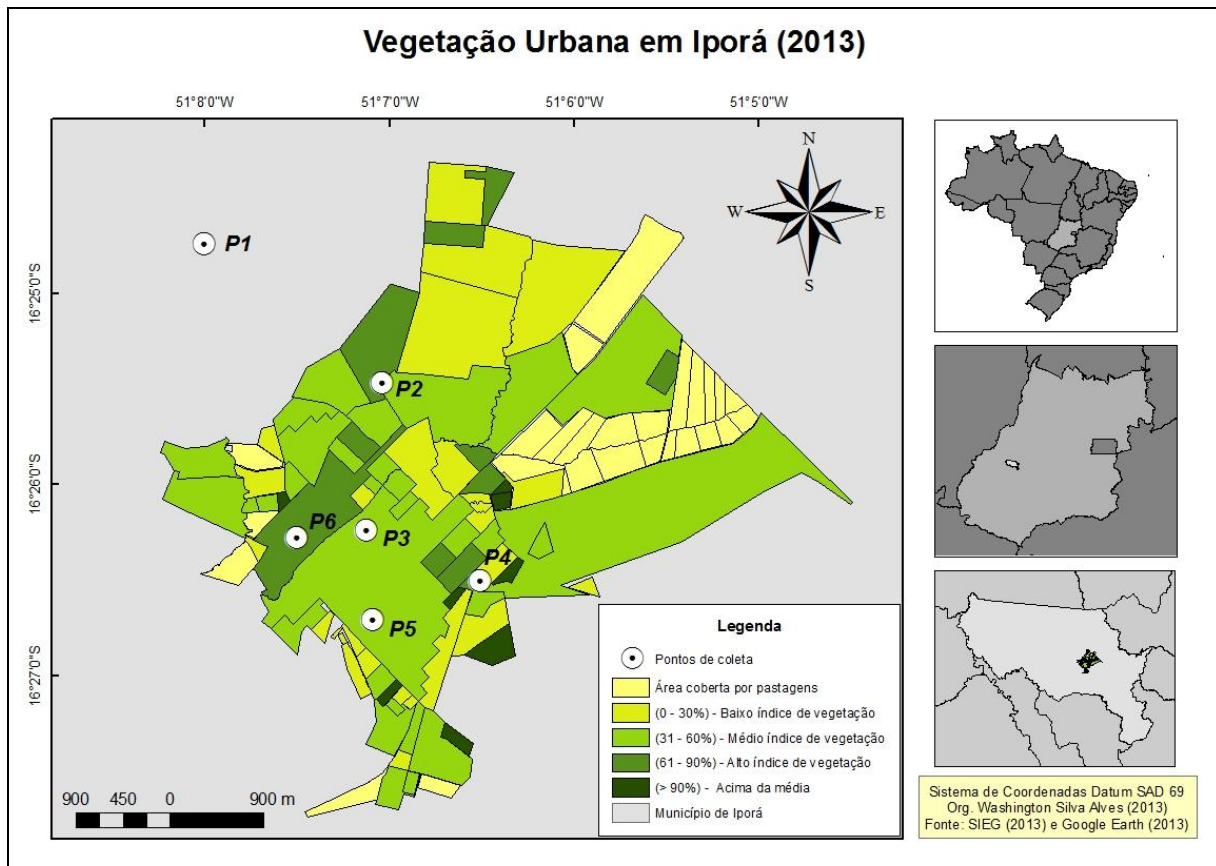 Vegetação Urbana em Iporá (2013)
51°8'0"W
51°7'0"W
51°6'0"W
51°5'0"W
16°25'0"S
16°26'0"S
16°27'0"S
N
W
E
S
P1
P2
P3
P4
P5
P6
Legenda
Pontos de coleta
Área coberta por pastagens
(0 - 30%) - Baixo índice de vegetação
(31 - 60%) - Médio índice de vegetação
(61 - 90%) - Alto índice de vegetação
(> 90%) - Acima da média
Município de Iporá
900 450 0 900 m
Sistema de Coordenadas Datum SAD 69
Org. Washington Silva Alves (2013)
Fonte: SIEG (2013) e Google Earth (2013)